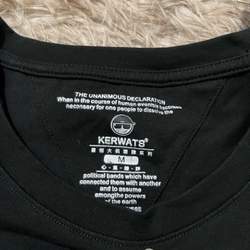 THE UNANIMOUS DECLARATION
When in the course of human events it becomes
necessary for one people to dissolve the
KERWATS®
M
political bands which have
connected them with another
and to assume
among the powers
of the earth